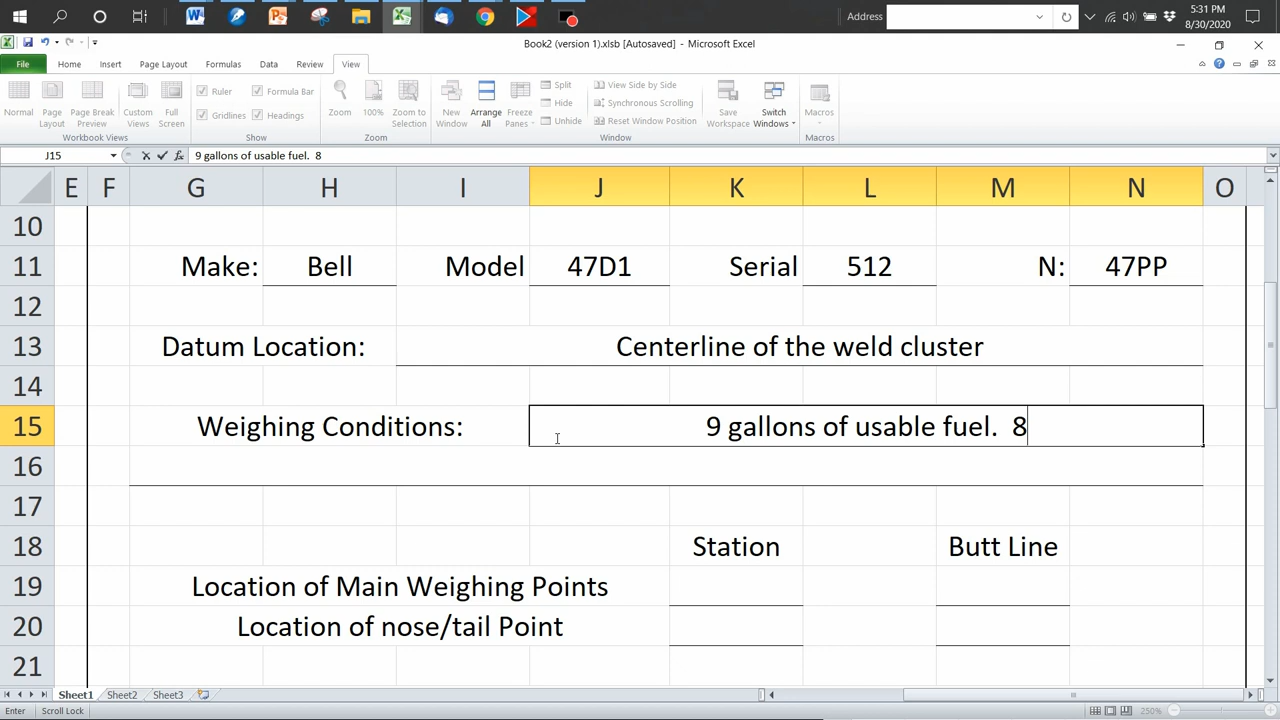 Address
5:31 PM
8/30/2020
Book2 (version 1).xlsb [Autosaved] - Microsoft Excel
File Home Insert Page Layout Formulas Data Review View
Normal Page Layout Page Break Preview Custom Views Full Screen
Workbook Views
Ruler Formula Bar
Gridlines Headings
Show
Zoom 100% Zoom to Selection
Zoom
New Window Arrange All Freeze Panes
Split
Hide
Unhide
View Side by Side
Synchronous Scrolling
Reset Window Position
Window
Save Workspace Switch Windows
Macros
Macros
J15 fx 9 gallons of usable fuel.  8
E F G H I J K L M N O
10
11 Make: Bell Model 47D1 Serial 512 N: 47PP
12
13 Datum Location: Centerline of the weld cluster
14
15 Weighing Conditions: 9 gallons of usable fuel.  8
16
17
18 Station Butt Line
19 Location of Main Weighing Points
20 Location of nose/tail Point
21
Sheet1 Sheet2 Sheet3
Enter Scroll Lock 250%